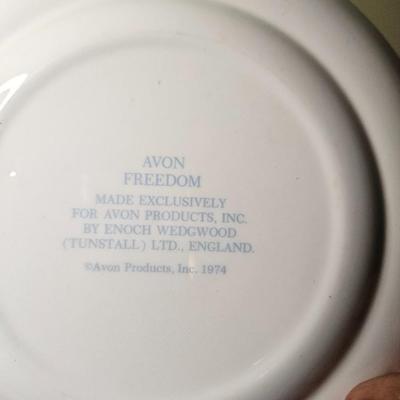 AVON
FREEDOM
MADE EXCLUSIVELY
FOR AVON PRODUCTS, INC.
BY ENOCH WEDGWOOD
(TUNSTALL) LTD., ENGLAND.
©Avon Products, Inc. 1974